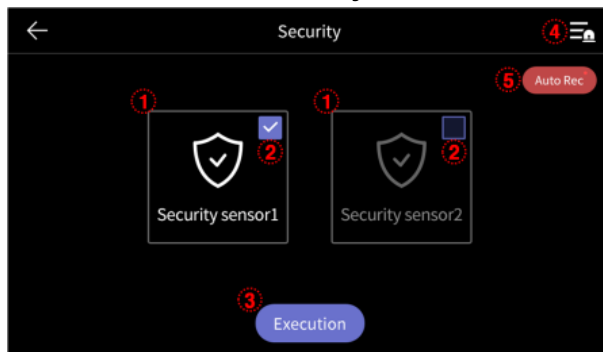 Security
4
5 Auto Rec
1 1
2 2
Security sensor1 Security sensor2
3
Execution